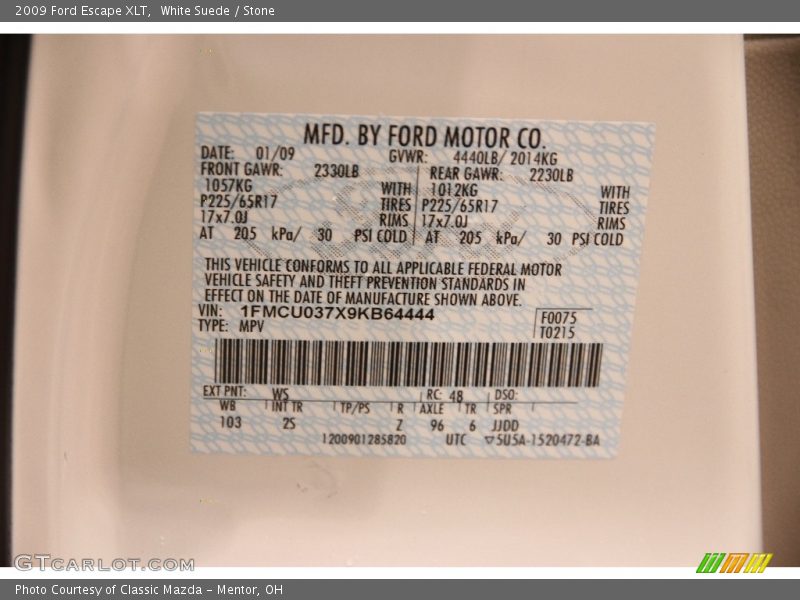 2009 Ford Escape XLT, White Suede / Stone
MFD. BY FORD MOTOR CO.
DATE: 01/09 GVWR: 4440LB/ 2014KG
FRONT GAWR: 2330LB REAR GAWR: 2230LB
1057KG WITH 1012KG WITH
P225/65R17 TIRES P225/65R17 TIRES
17x7.0J RIMS 17x7.0J RIMS
AT 205 kPa/ 30 PSI COLD AT 205 kPa/ 30 PSI COLD
THIS VEHICLE CONFORMS TO ALL APPLICABLE FEDERAL MOTOR
VEHICLE SAFETY AND THEFT PREVENTION STANDARDS IN
EFFECT ON THE DATE OF MANUFACTURE SHOWN ABOVE.
VIN: 1FMCU037X9KB64444 F0075
TYPE: MPV T0215
EXT PNT: WS RC: 48 DSO:
WB INT TR TP/PS R AXLE TR SPR
103 2S Z 96 6 JJDD
1200901285820 UTC ▽5U5A-1520472-BA
GTCARLOT.COM
Photo Courtesy of Classic Mazda - Mentor, OH